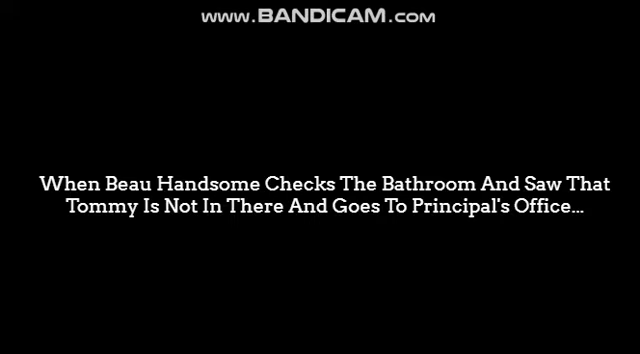 www.BANDICAM.com
When Beau Handsome Checks The Bathroom And Saw That
Tommy Is Not In There And Goes To Principal's Office...